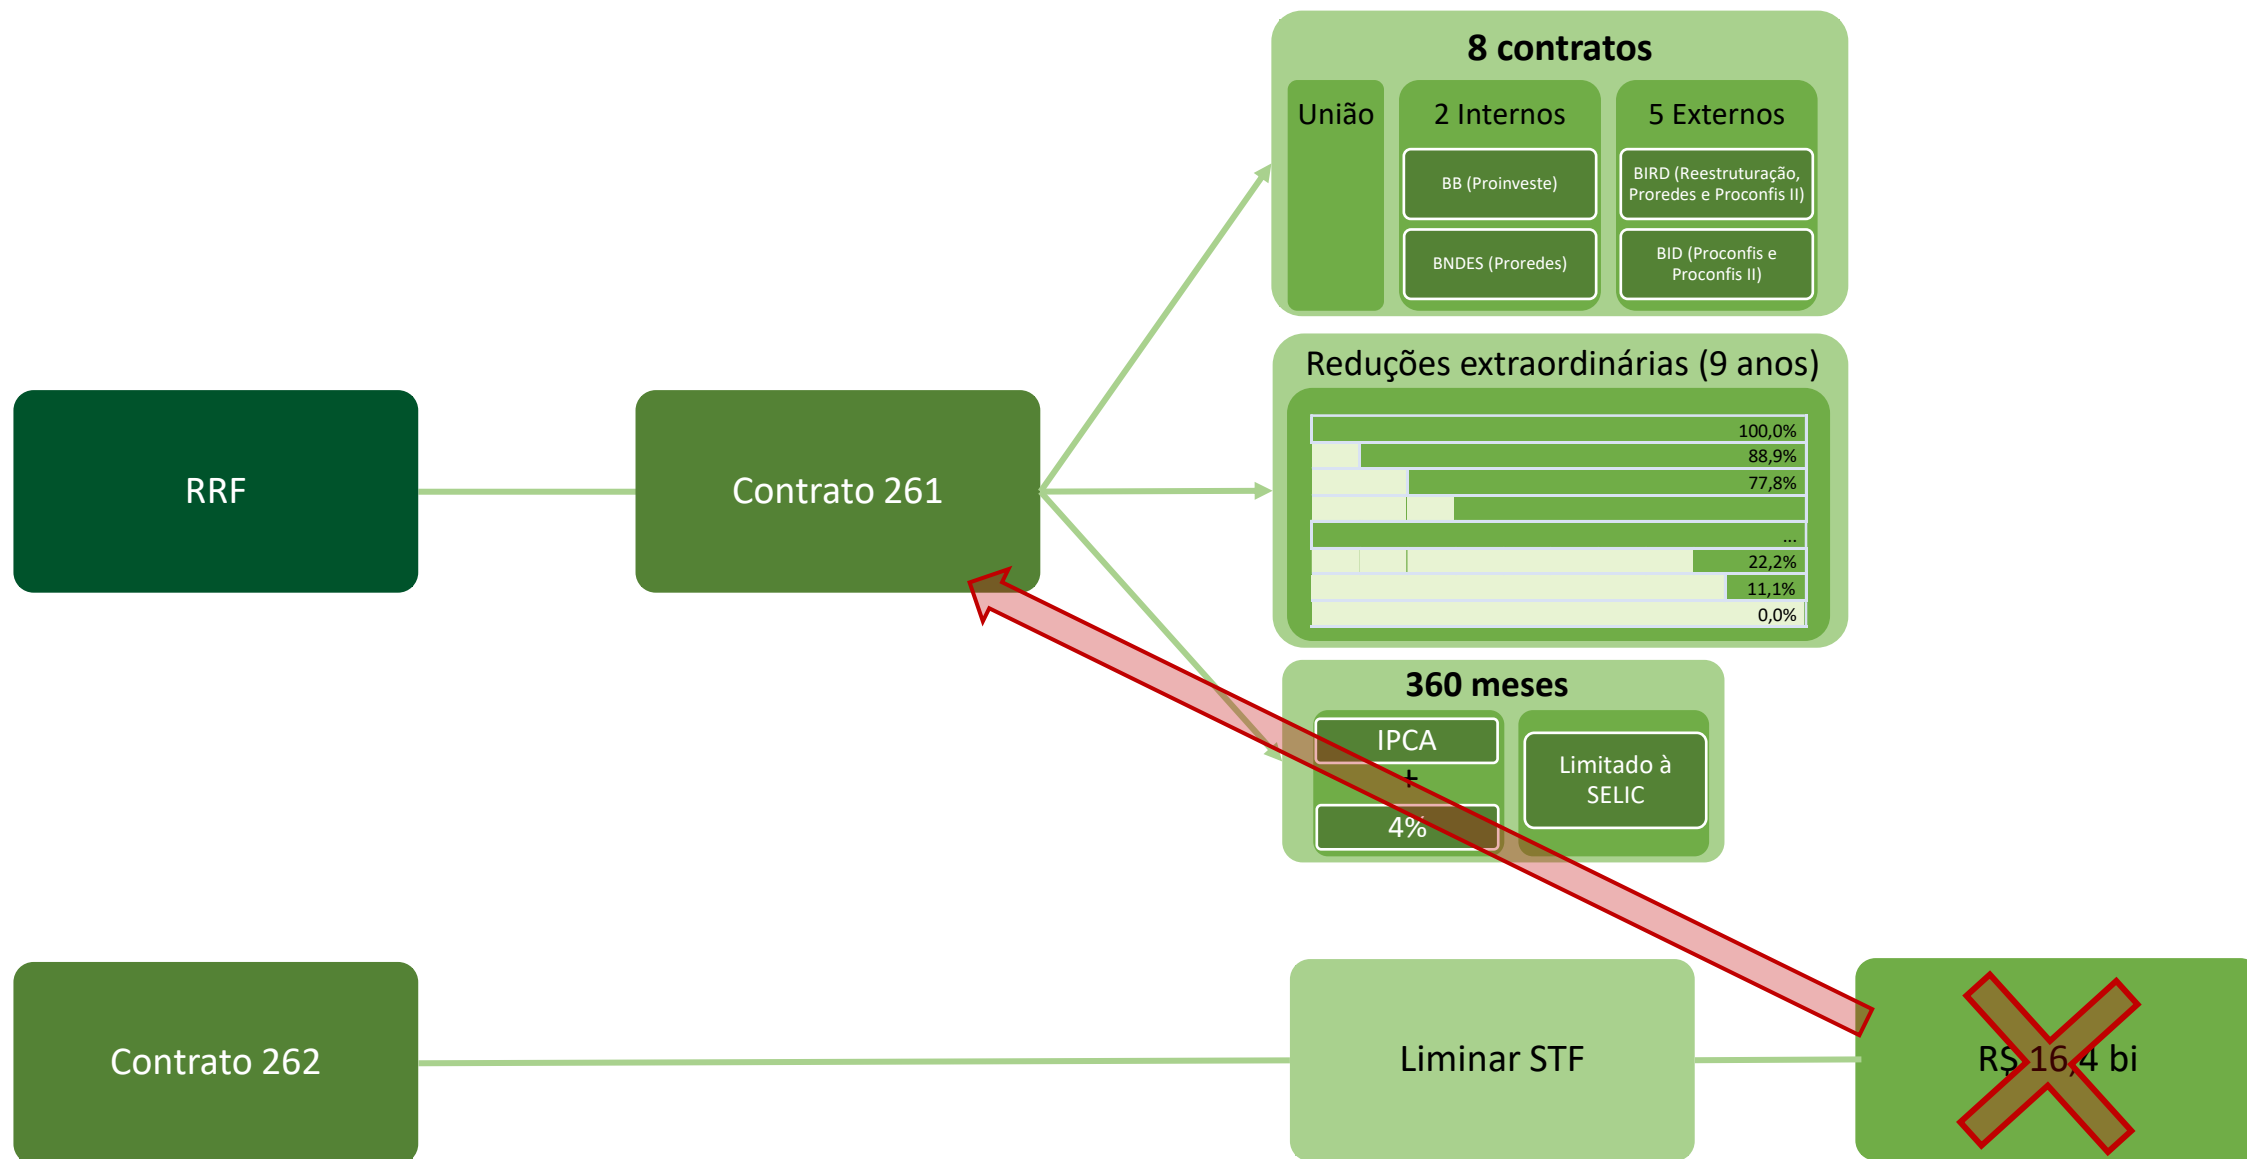 8 contratos
União
2 Internos
5 Externos
BB (Proinveste)
BNDES (Proredes)
BIRD (Reestruturação,
Proredes e Proconfis II)
BID (Proconfis e
Proconfis II)
Reduções extraordinárias (9 anos)
100,0%
88,9%
77,8%
...
22,2%
11,1%
0,0%
RRF
Contrato 261
360 meses
IPCA
+
4%
Limitado à
SELIC
Contrato 262
Liminar STF
R$ 16,4 bi